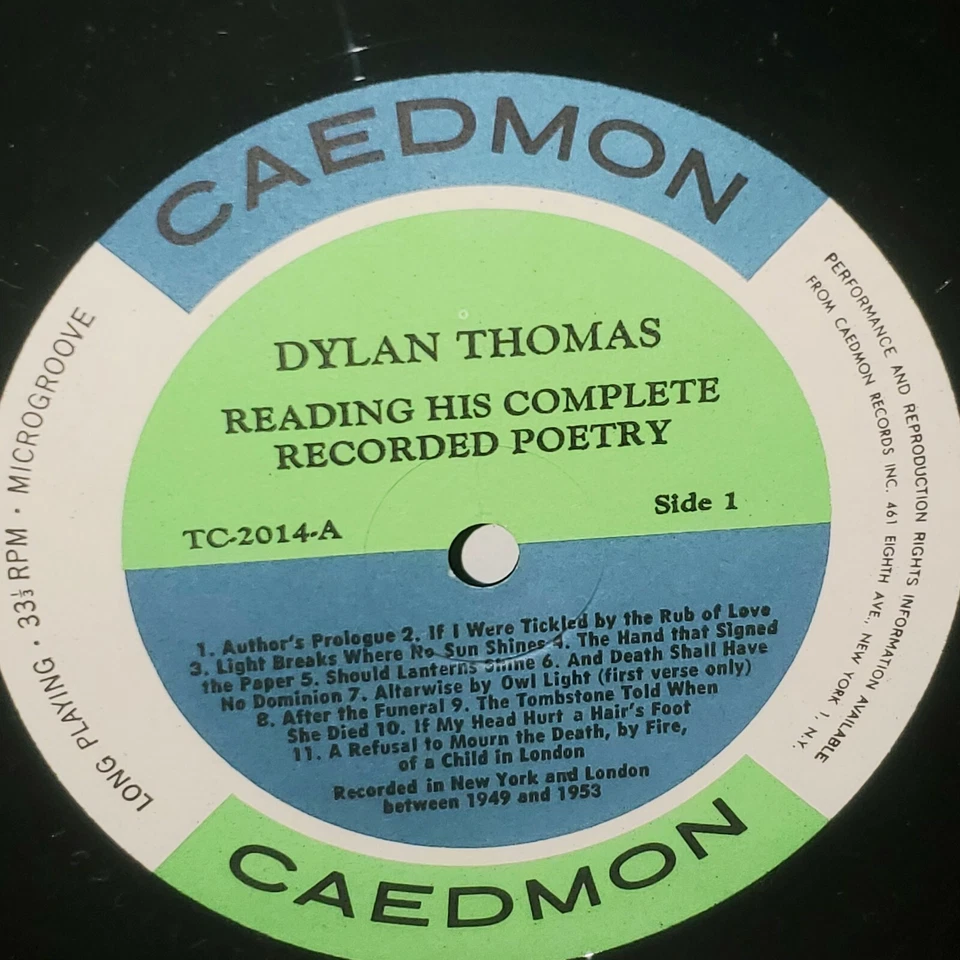 CAEDMON
DYLAN THOMAS
READING HIS COMPLETE
RECORDED POETRY
Side 1
TC-2014-A
1. Author's Prologue 2. If I Were Tickled by the Rub of Love
3. Light Breaks Where No Sun Shines 4. The Hand that Signed
the Paper 5. Should Lanterns Shine 6. And Death Shall Have
No Dominion 7. Altarwise by Owl Light (first verse only)
8. After the Funeral 9. The Tombstone Told When
She Died 10. If My Head Hurt a Hair's Foot
11. A Refusal to Mourn the Death, by Fire,
of a Child in London
Recorded in New York and London
between 1949 and 1953
CAEDMON
LONG PLAYING · 33⅓ RPM · MICROGROOVE
PERFORMANCE AND REPRODUCTION RIGHTS INFORMATION AVAILABLE
FROM CAEDMON RECORDS INC. 461 EIGHTH AVE., NEW YORK 1, N.Y.